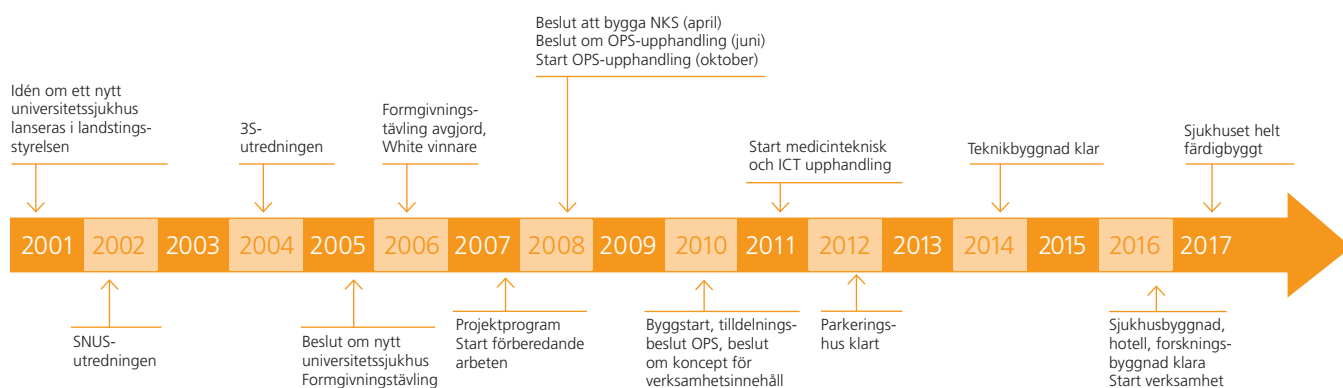 Beslut att bygga NKS (april)
Beslut om OPS-upphandling (juni)
Start OPS-upphandling (oktober)
Idén om ett nytt
universitetssjukhus
lanseras i landstings-
styrelsen
3S-
utredningen
Formgivnings-
tävling avgjord,
White vinnare
Start medicinteknisk
och ICT upphandling
Teknikbyggnad klar
Sjukhuset helt
färdigbyggt
2001 2002 2003 2004 2005 2006 2007 2008 2009 2010 2011 2012 2013 2014 2015 2016 2017
SNUS-
utredningen
Beslut om nytt
universitetssjukhus
Formgivningstävling
Projektprogram
Start förberedande
arbeten
Byggstart, tilldelnings-
beslut OPS, beslut
om koncept för
verksamhetsinnehåll
Parkerings-
hus klart
Sjukhusbyggnad,
hotell, forsknings-
byggnad klara
Start verksamhet